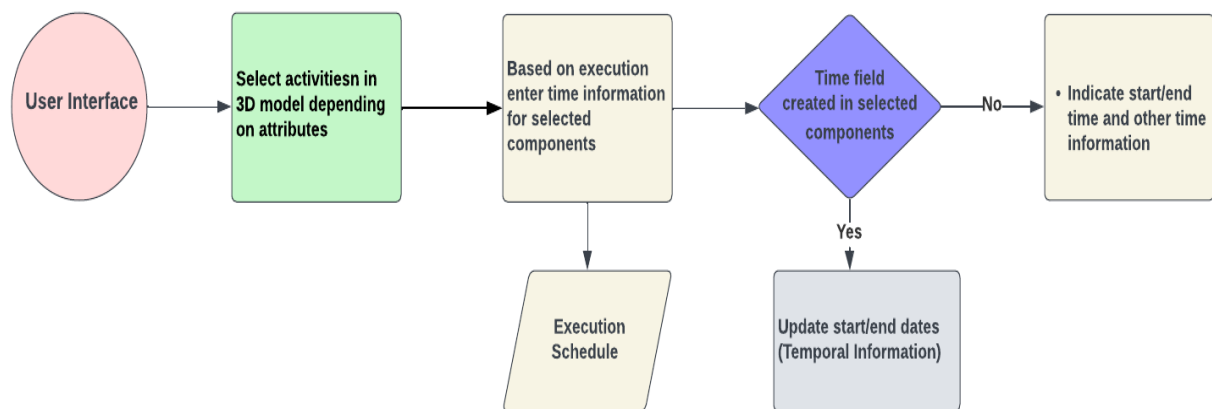 User Interface
Select activitiesn in
3D model depending
on attributes
Based on execution
enter time information
for selected
components
Time field
created in selected
components
No
• Indicate start/end
time and other time
information
Yes
Execution
Schedule
Update start/end dates
(Temporal Information)